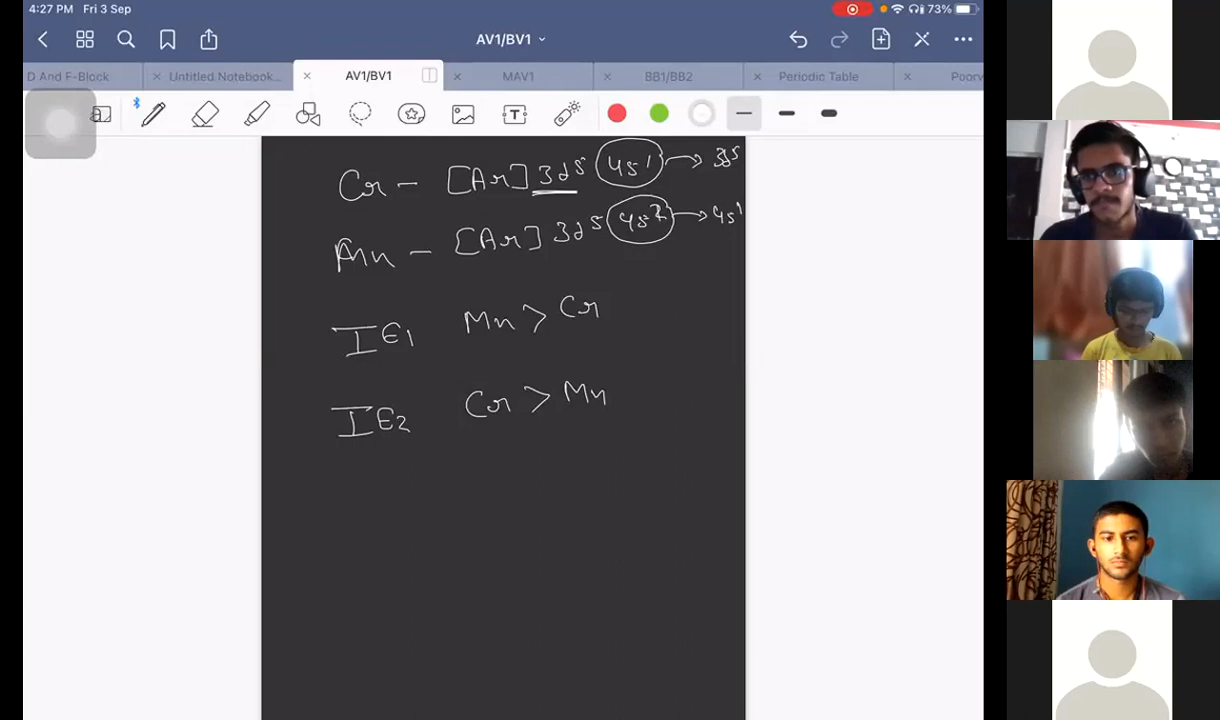 4:27 PM Fri 3 Sep
73%
AV1/BV1
D And F-Block
Untitled Notebook...
AV1/BV1
MAV1
BB1/BB2
Periodic Table
Poorv
Cr - [Ar] 3d5 4s1 → 3d5
Mn - [Ar] 3d5 4s2 → 4s1
IE1 Mn > Cr
IE2 Cr > Mn